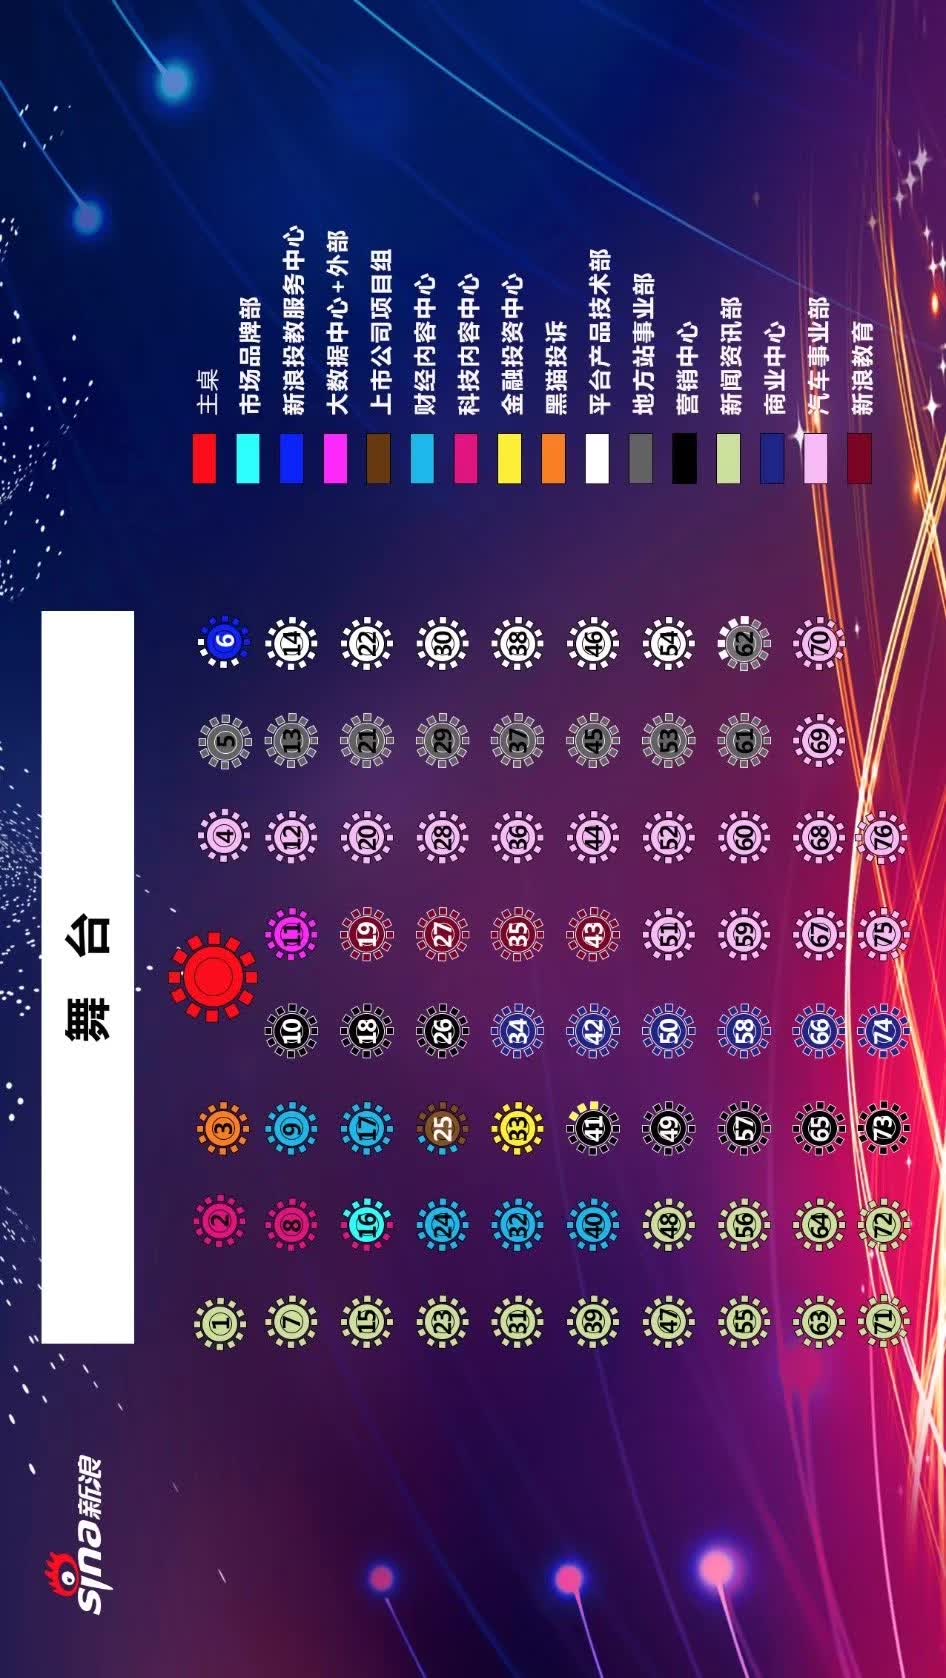 sina新浪
舞 台
1 2 3 4 5 6
7 8 9 10 11 12 13 14
15 16 17 18 19 20 21 22
23 24 25 26 27 28 29 30
31 32 33 34 35 36 37 38
39 40 41 42 43 44 45 46
47 48 49 50 51 52 53 54
55 56 57 58 59 60 61 62
63 64 65 66 67 68 69 70
71 72 73 74 75 76
主桌
市场品牌部
新浪投教服务中心
大数据中心+外部
上市公司项目组
财经内容中心
科技内容中心
金融投资中心
黑猫投诉
平台产品技术部
地方站事业部
营销中心
新闻资讯部
商业中心
汽车事业部
新浪教育